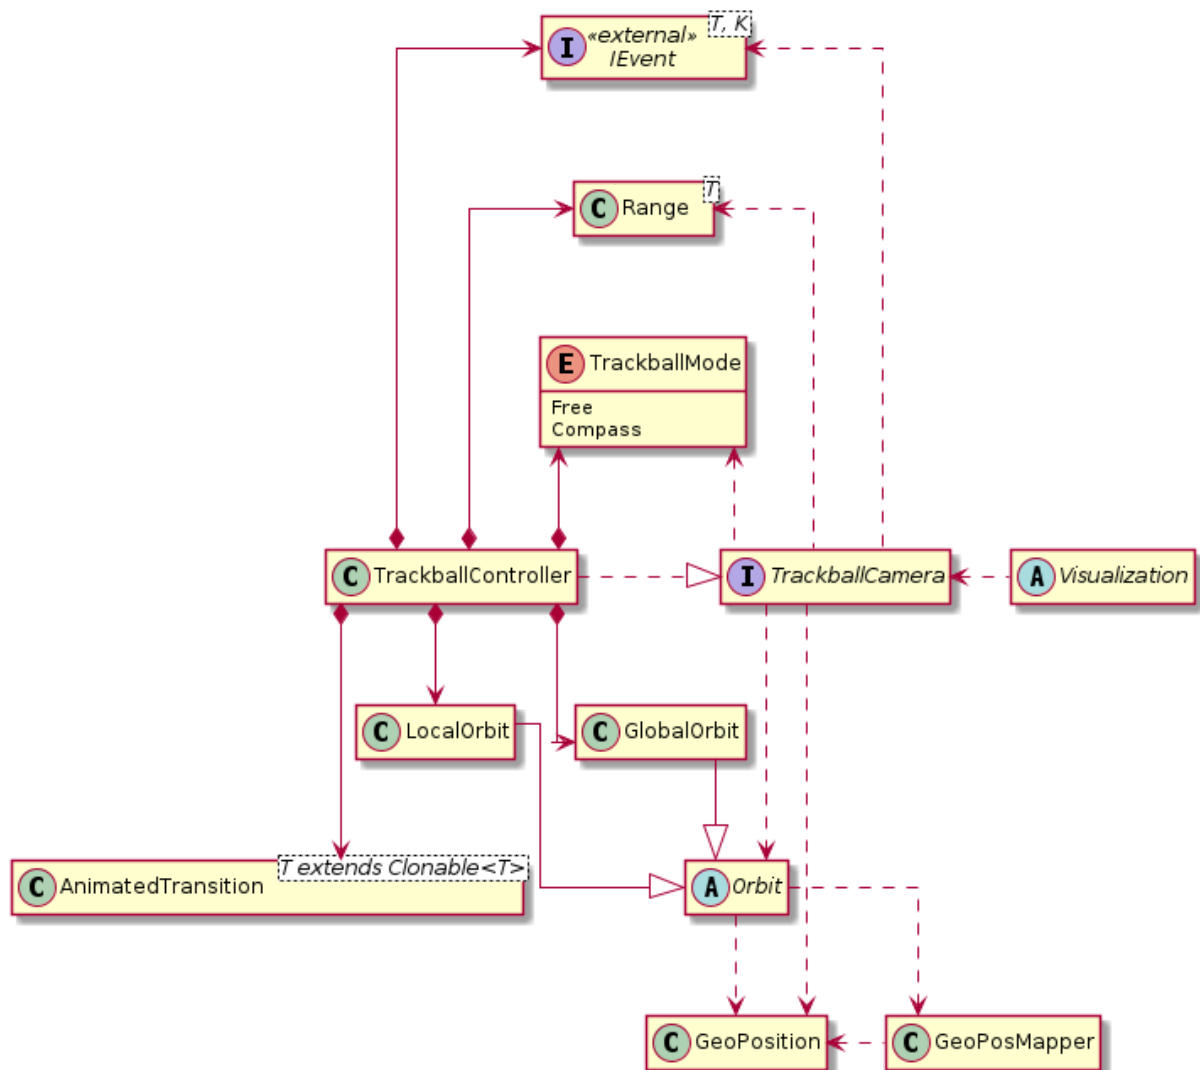 T, K
I
«external»
IEvent
T
C Range
E TrackballMode
Free
Compass
C TrackballController
I TrackballCamera
A Visualization
C LocalOrbit
C GlobalOrbit
T extends Clonable<T>
C AnimatedTransition
A Orbit
C GeoPosition
C GeoPosMapper